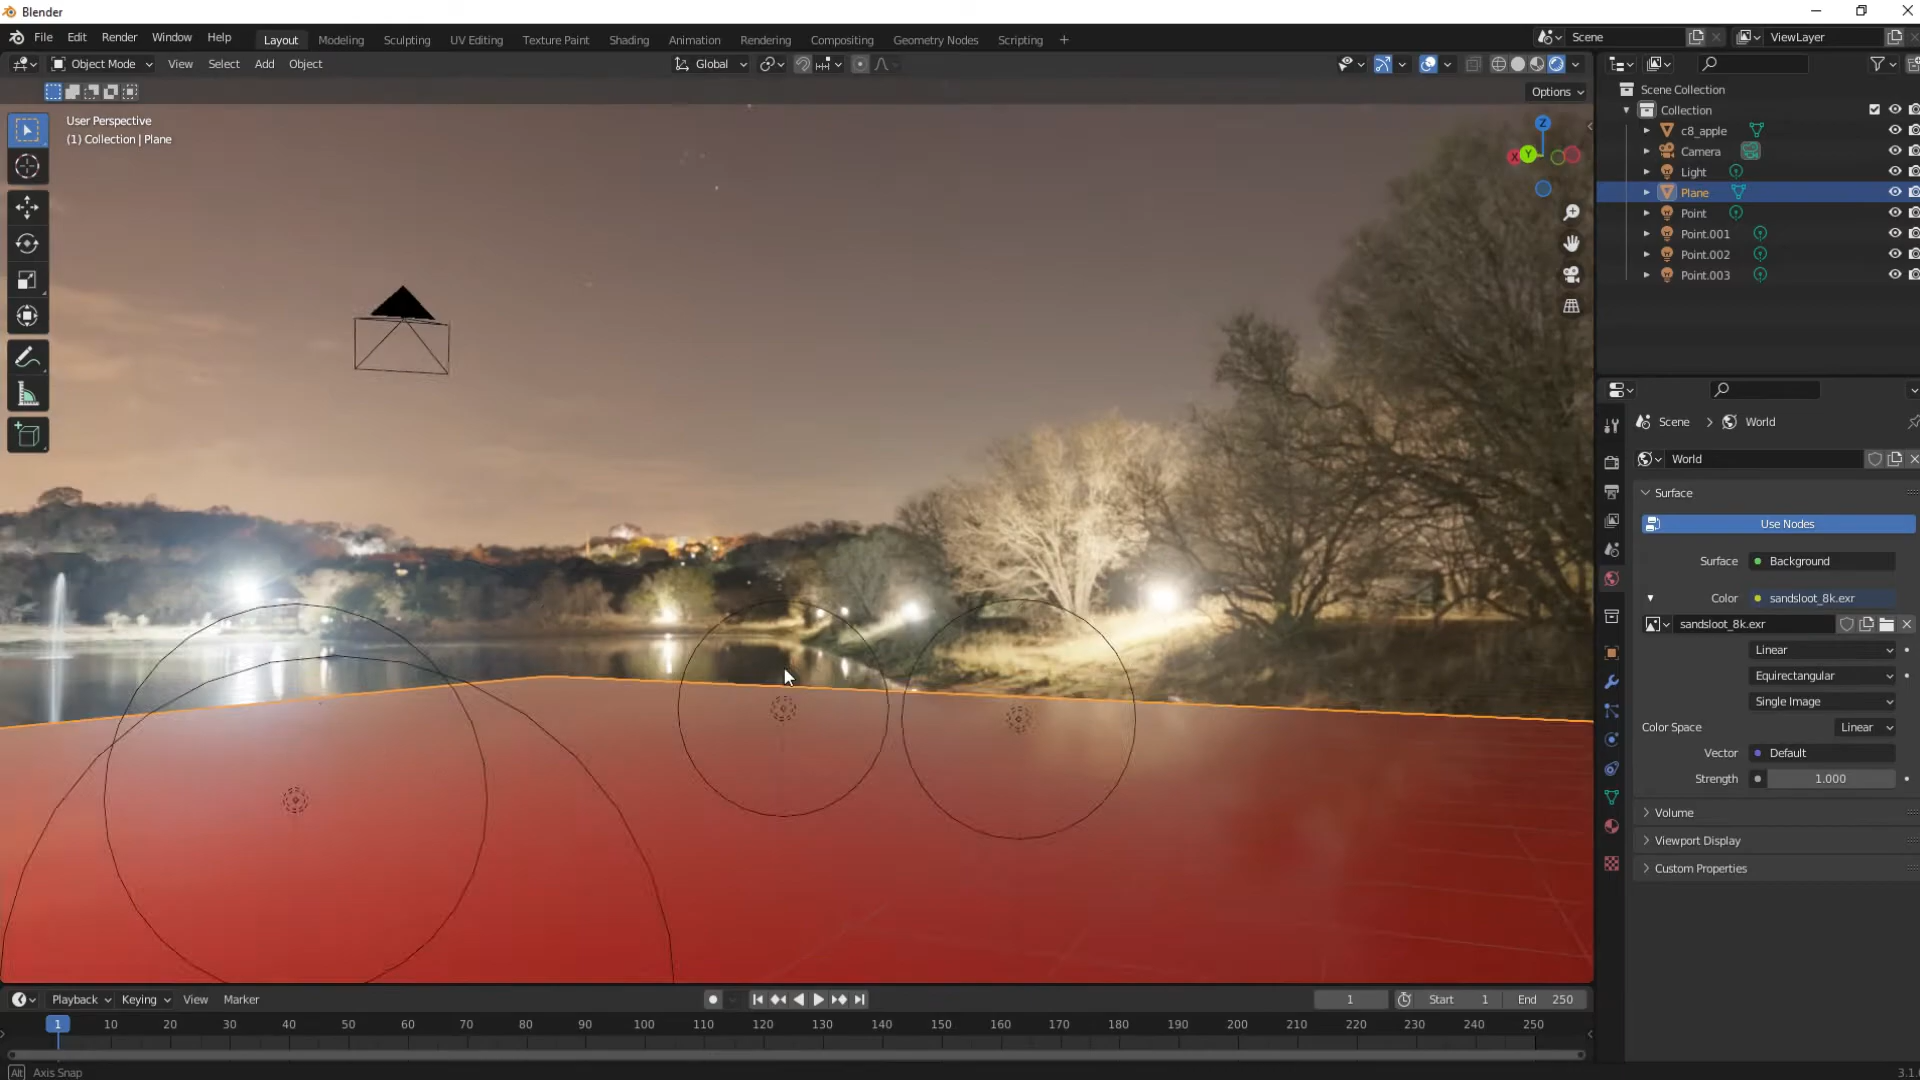 Blender
File Edit Render Window Help
Layout Modeling Sculpting UV Editing Texture Paint Shading Animation Rendering Compositing Geometry Nodes Scripting +
Scene
ViewLayer
Object Mode View Select Add Object
Global
Options
User Perspective
(1) Collection | Plane
Z
X
Y
Scene Collection
Collection
c8_apple
Camera
Light
Plane
Point
Point.001
Point.002
Point.003
Scene > World
World
Surface
Use Nodes
Surface Background
Color sandsloot_8k.exr
sandsloot_8k.exr
Linear
Equirectangular
Single Image
Color Space Linear
Vector Default
Strength 1.000
Volume
Viewport Display
Custom Properties
Playback Keying View Marker
1 Start 1 End 250
1 10 20 30 40 50 60 70 80 90 100 110 120 130 140 150 160 170 180 190 200 210 220 230 240 250
Alt Axis Snap